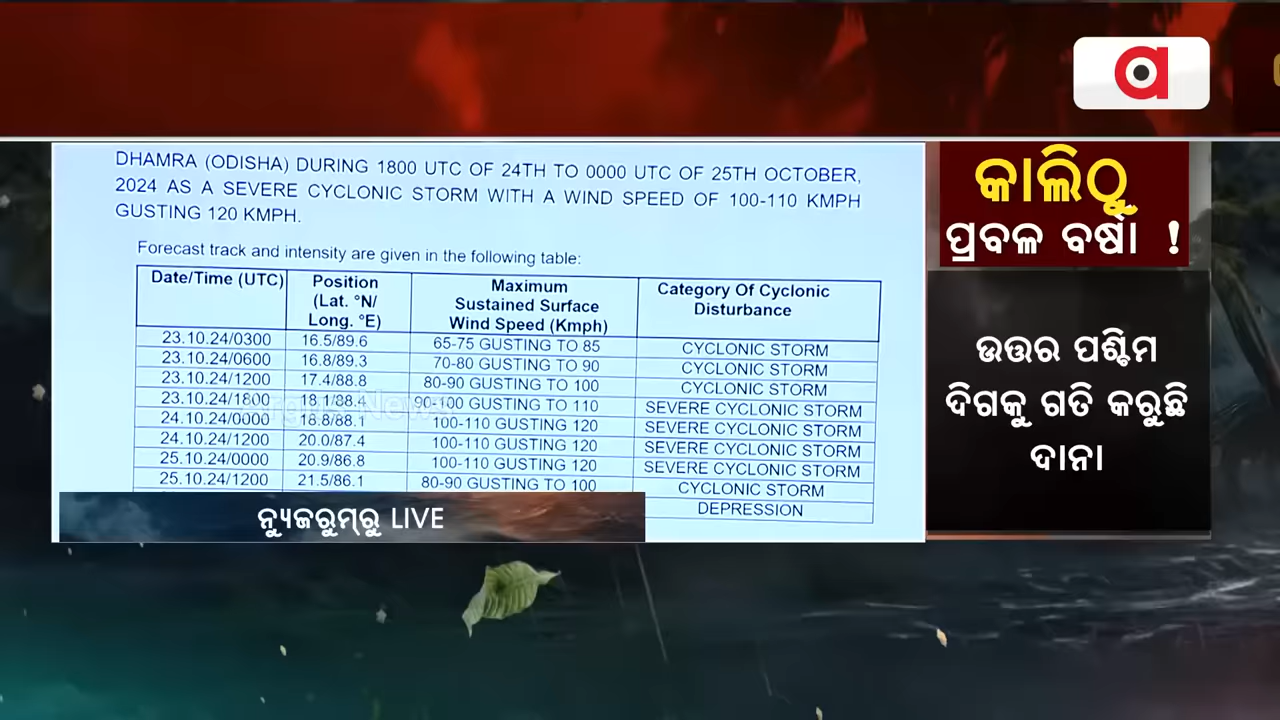 DHAMRA (ODISHA) DURING 1800 UTC OF 24TH TO 0000 UTC OF 25TH OCTOBER,
2024 AS A SEVERE CYCLONIC STORM WITH A WIND SPEED OF 100-110 KMPH
GUSTING 120 KMPH.
Forecast track and intensity are given in the following table:
Date/Time (UTC) Position (Lat. °N/ Long. °E) Maximum Sustained Surface Wind Speed (Kmph) Category Of Cyclonic Disturbance
23.10.24/0300 16.5/89.6 65-75 GUSTING TO 85 CYCLONIC STORM
23.10.24/0600 16.8/89.3 70-80 GUSTING TO 90 CYCLONIC STORM
23.10.24/1200 17.4/88.8 80-90 GUSTING TO 100 CYCLONIC STORM
23.10.24/1800 18.1/88.4 90-100 GUSTING TO 110 SEVERE CYCLONIC STORM
24.10.24/0000 18.8/88.1 100-110 GUSTING 120 SEVERE CYCLONIC STORM
24.10.24/1200 20.0/87.4 100-110 GUSTING 120 SEVERE CYCLONIC STORM
25.10.24/0000 20.9/86.8 100-110 GUSTING 120 SEVERE CYCLONIC STORM
25.10.24/1200 21.5/86.1 80-90 GUSTING TO 100 CYCLONIC STORM
DEPRESSION
News
ନ୍ୟୁଜରୁମ୍‌ରୁ LIVE
a
କାଲିଠୁ
ପ୍ରବଳ ବର୍ଷା !
ଉତ୍ତର ପଶ୍ଚିମ
ଦିଗକୁ ଗତି କରୁଛି
ଦାନା